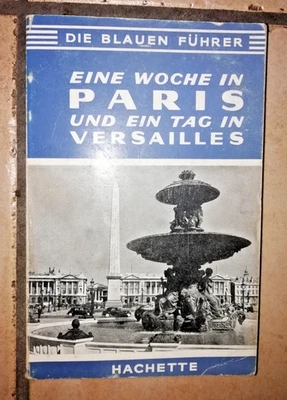 DIE BLAUEN FÜHRER
EINE WOCHE IN
PARIS
UND EIN TAG IN
VERSAILLES
HACHETTE